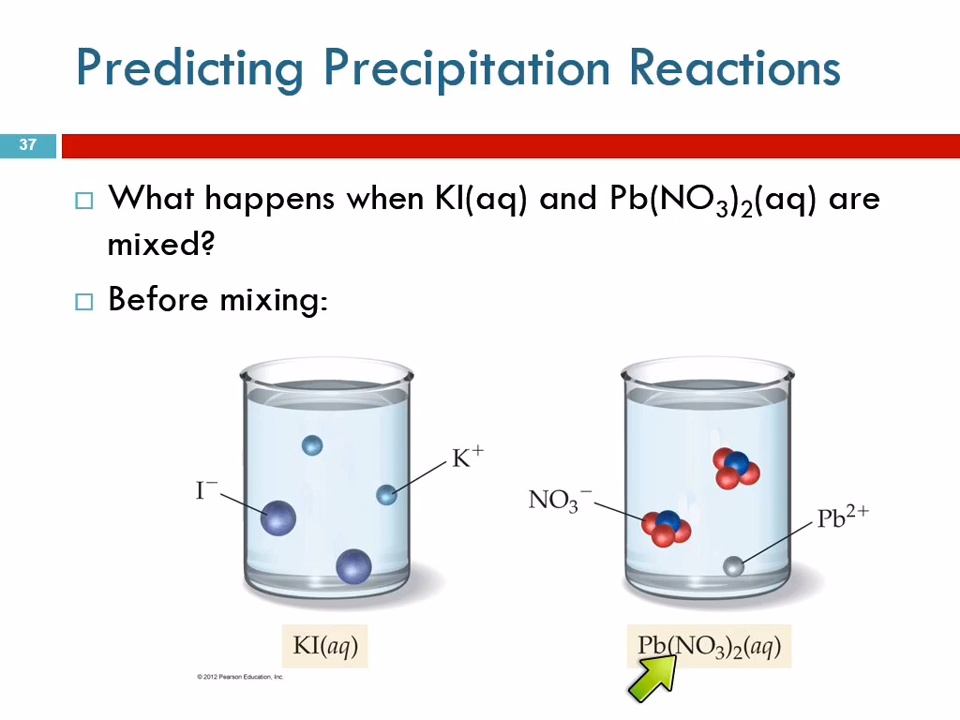 Predicting Precipitation Reactions
37
What happens when KI(aq) and Pb(NO₃)₂(aq) are
mixed?
Before mixing:
K⁺
I⁻
NO₃⁻
Pb²⁺
KI(aq)
Pb(NO₃)₂(aq)
© 2012 Pearson Education, Inc.